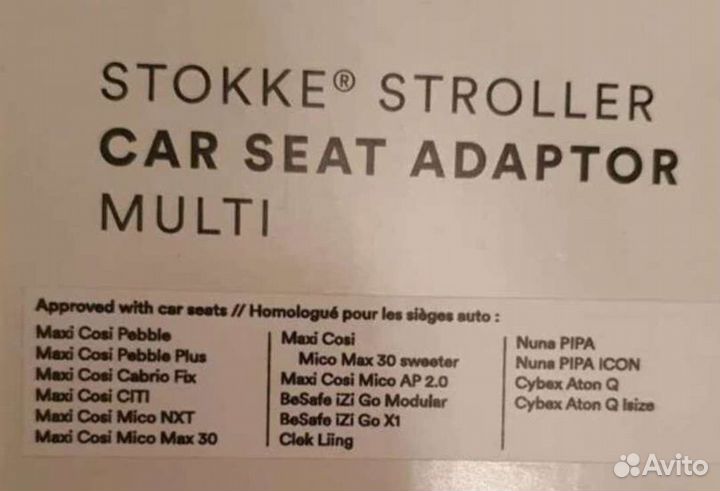 STOKKE® STROLLER
CAR SEAT ADAPTOR
MULTI
Approved with car seats // Homologué pour les sièges auto :
Maxi Cosi Pebble
Maxi Cosi Pebble Plus
Maxi Cosi Cabrio Fix
Maxi Cosi CITI
Maxi Cosi Mico NXT
Maxi Cosi Mico Max 30
Maxi Cosi
Mico Max 30 sweeter
Maxi Cosi Mico AP 2.0
BeSafe iZi Go Modular
BeSafe iZi Go X1
Clek Liing
Nuna PIPA
Nuna PIPA ICON
Cybex Aton Q
Cybex Aton Q Isize
Avito